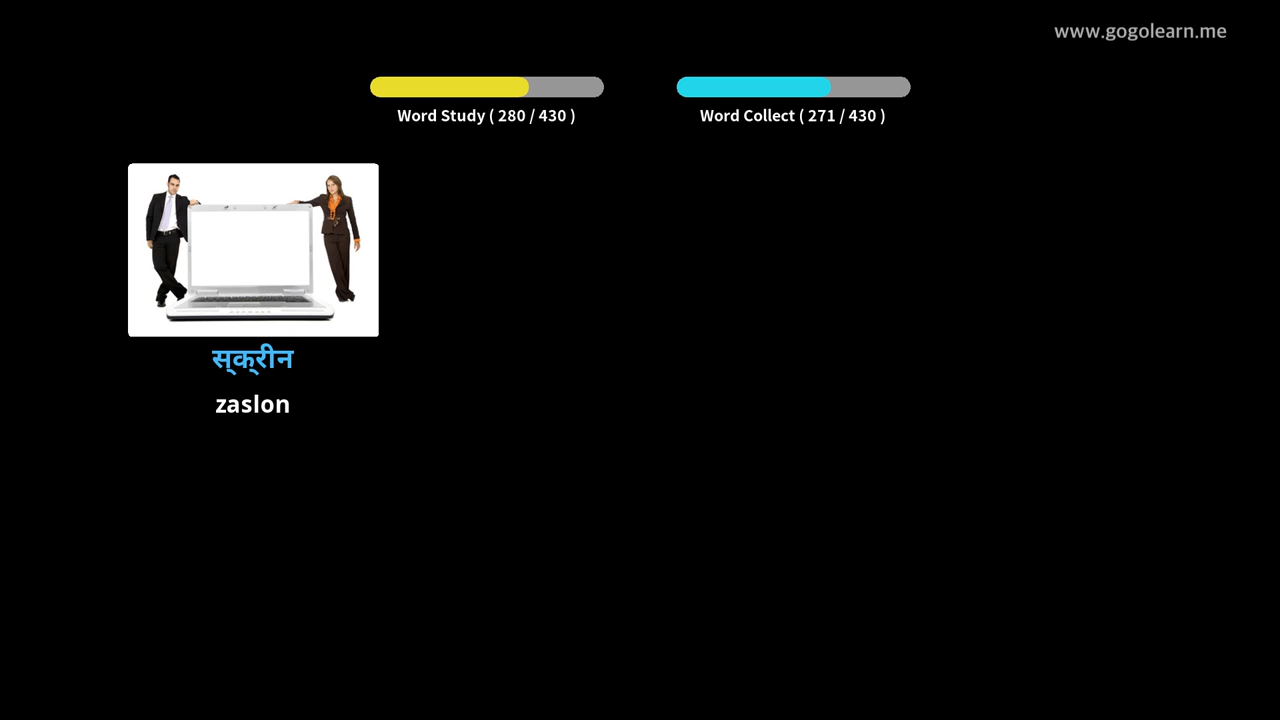 www.gogolearn.me
Word Study ( 280 / 430 )
Word Collect ( 271 / 430 )
स्क्रीन
zaslon